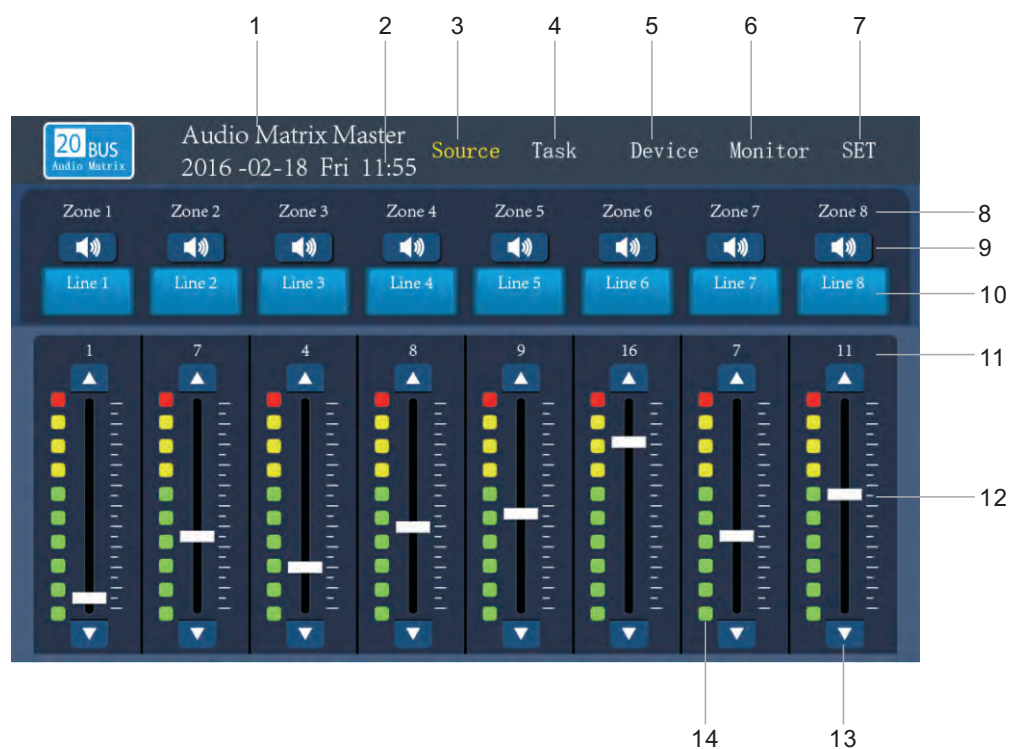 1 2 3 4 5 6 7
20 BUS
Audio Matrix
Audio Matrix Master
2016 -02-18 Fri 11:55
Source Task Device Monitor SET
Zone 1 Zone 2 Zone 3 Zone 4 Zone 5 Zone 6 Zone 7 Zone 8 8
9
Line 1 Line 2 Line 3 Line 4 Line 5 Line 6 Line 7 Line 8 10
1 7 4 8 9 16 7 11 11
12
14 13